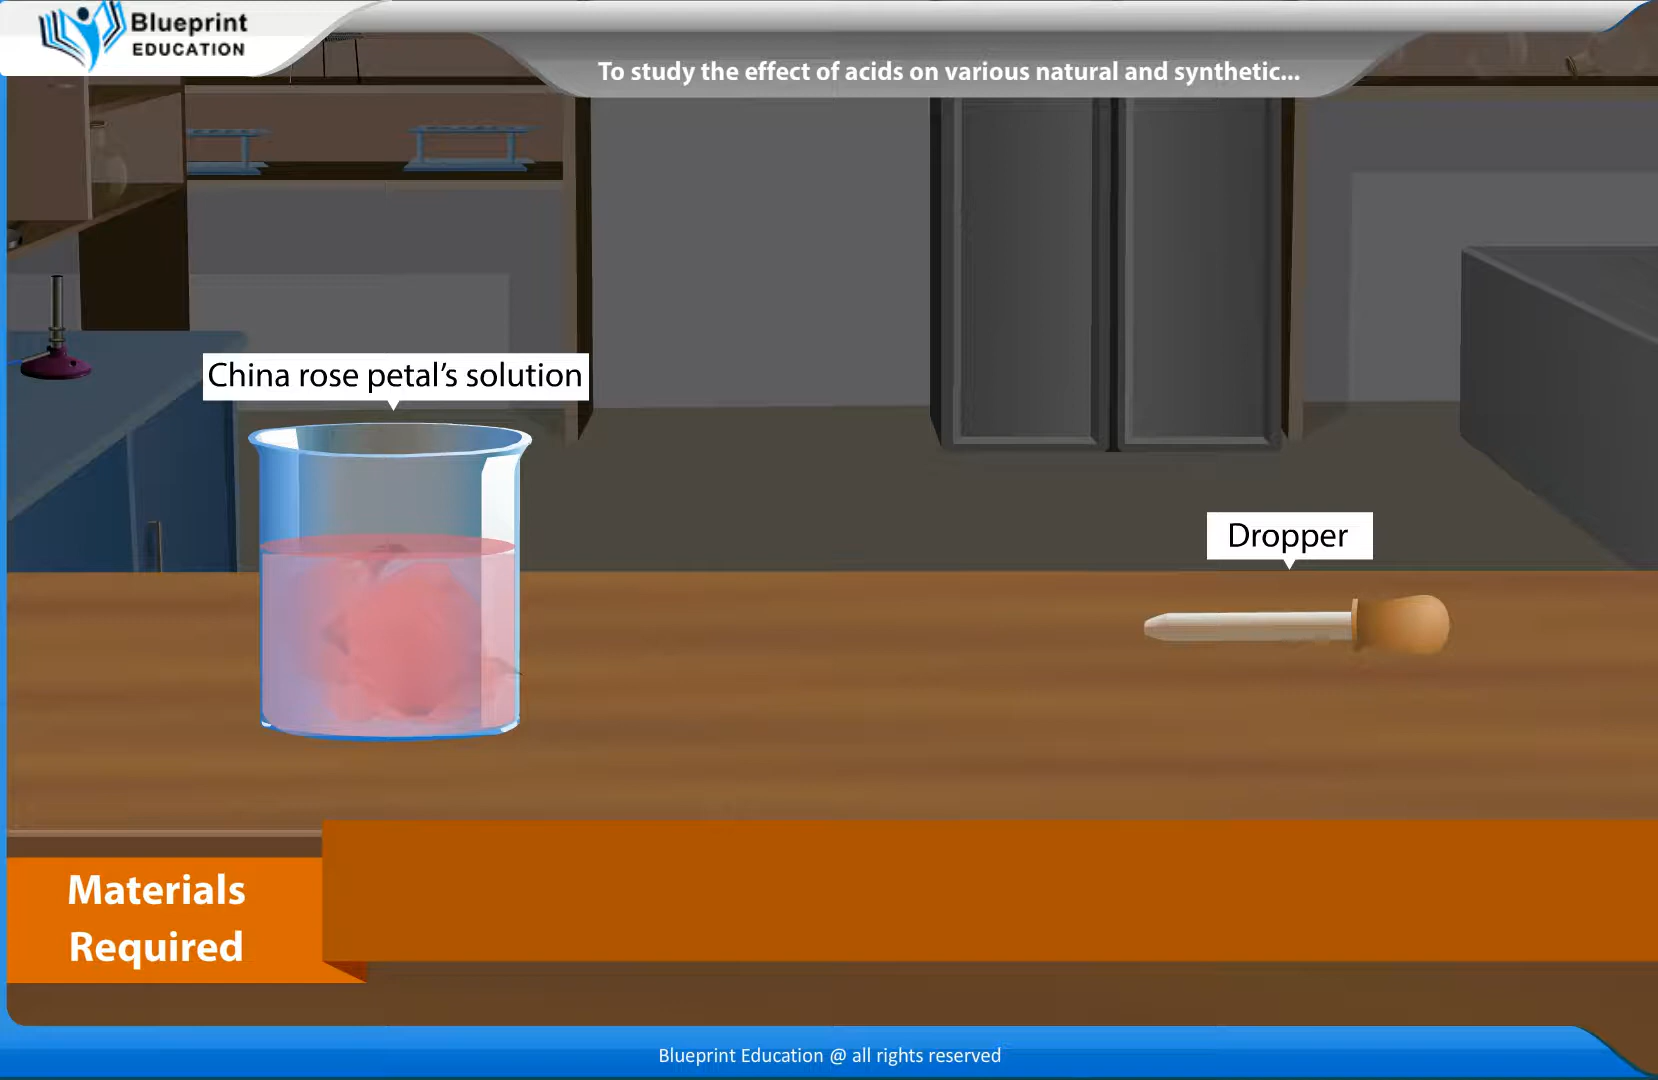 Blueprint
EDUCATION
To study the effect of acids on various natural and synthetic...
China rose petal's solution
Dropper
Materials
Required
Blueprint Education @ all rights reserved